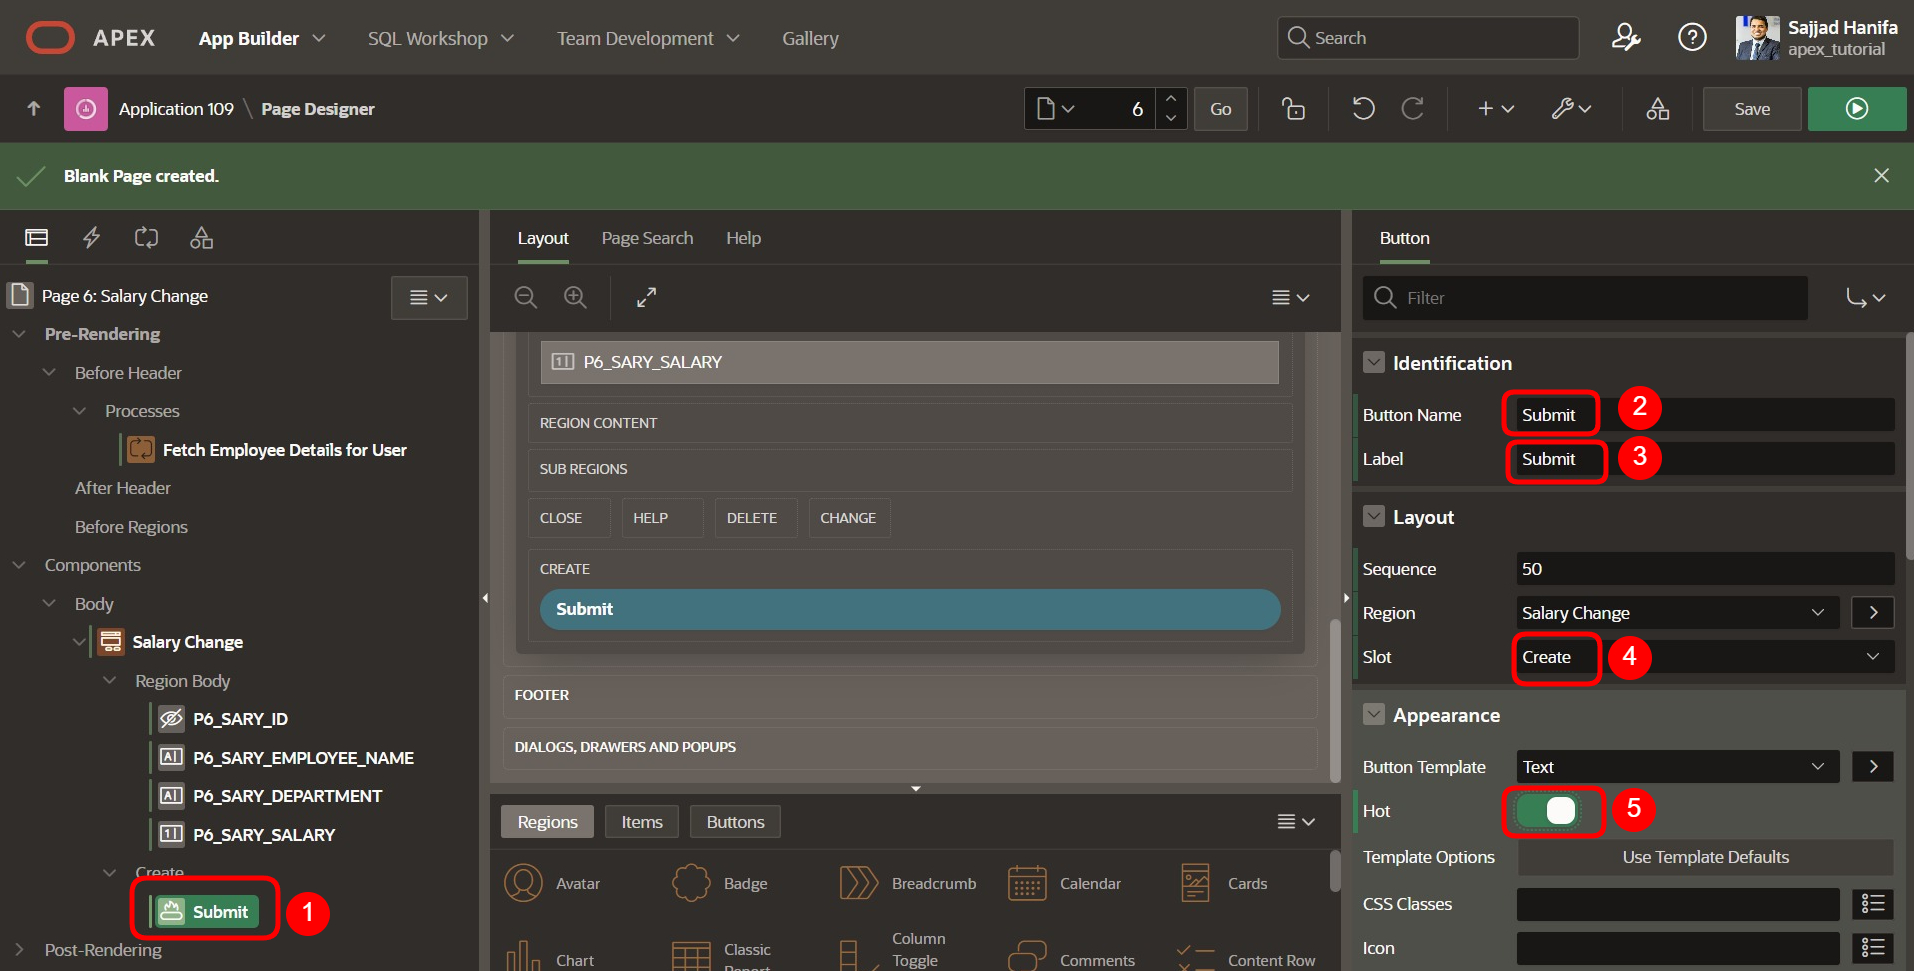 APEX App Builder SQL Workshop Team Development Gallery Search Sajjad Hanifa
apex_tutorial
Application 109 \ Page Designer 6 Go Save
Blank Page created.
Layout Page Search Help Button
Page 6: Salary Change
Filter
Pre-Rendering
Before Header
Processes
Fetch Employee Details for User
After Header
Before Regions
Components
Body
Salary Change
Region Body
P6_SARY_ID
P6_SARY_EMPLOYEE_NAME
P6_SARY_DEPARTMENT
P6_SARY_SALARY
Create
Submit 1
Post-Rendering
P6_SARY_SALARY
REGION CONTENT
SUB REGIONS
CLOSE HELP DELETE CHANGE
CREATE
Submit
FOOTER
DIALOGS, DRAWERS AND POPUPS
Regions Items Buttons
Avatar Badge Breadcrumb Calendar Cards
Chart Classic
Report Column
Toggle Comments Content Row
Identification
Button Name Submit 2
Label Submit 3
Layout
Sequence 50
Region Salary Change
Slot Create 4
Appearance
Button Template Text
Hot 5
Template Options Use Template Defaults
CSS Classes
Icon